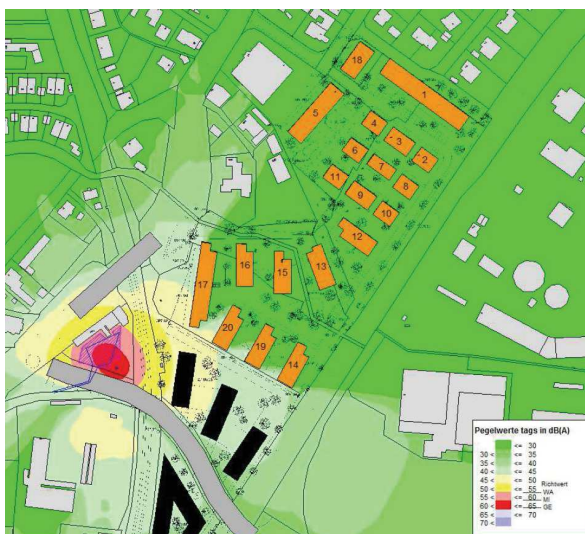 18
1
5
4
3
2
6
7
8
11
9
10
12
13
15
16
17
20
19
14
Pegelwerte tags in dB(A)
<= 30
30 < <= 35
35 < <= 40
40 < <= 45
45 < <= 50
50 < <= 55
55 < <= 60
60 < <= 65
65 < <= 70
70 <
Richtwert
WA
MI
GE